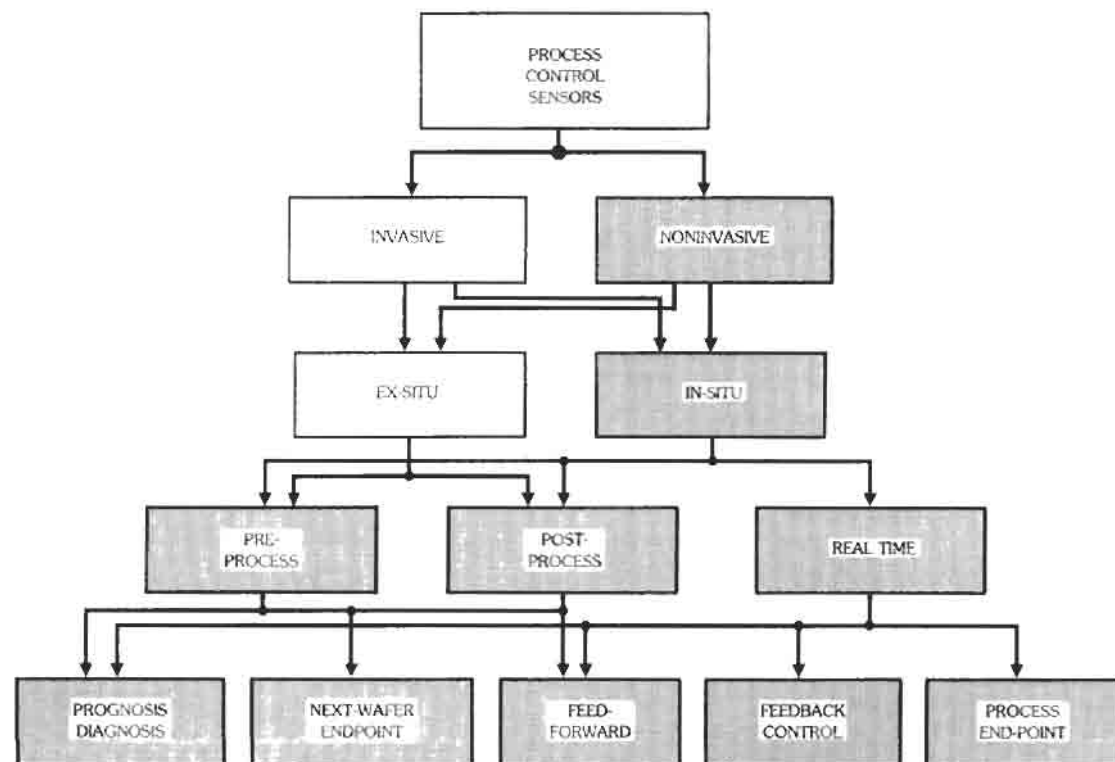 PROCESS
CONTROL
SENSORS
INVASIVE
NONINVASIVE
EX-SITU
IN-SITU
PRE-
PROCESS
POST-
PROCESS
REAL TIME
PROGNOSIS
DIAGNOSIS
NEXT-WAFER
ENDPOINT
FEED-
FORWARD
FEEDBACK
CONTROL
PROCESS
END-POINT